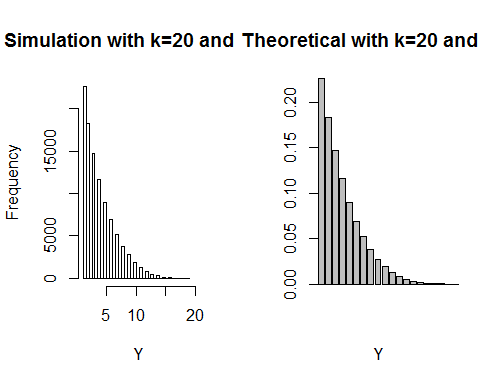 Simulation with k=20 and
Theoretical with k=20 and
Frequency
0
5000
15000
5
10
20
Y
0.00
0.05
0.10
0.15
0.20
Y